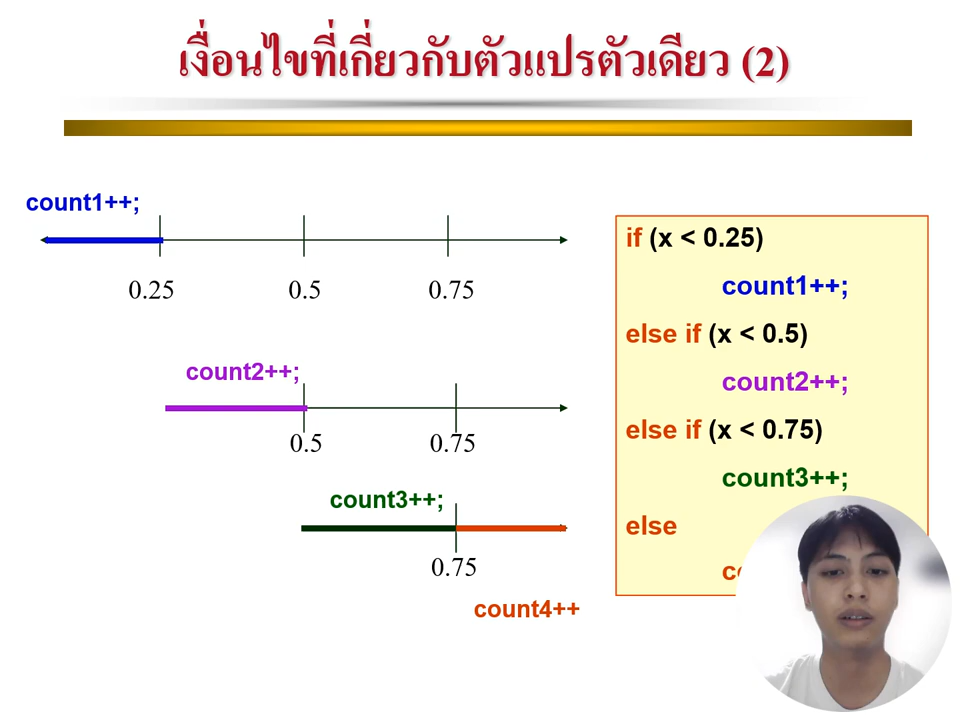 เงื่อนไขที่เกี่ยวกับตัวแปรตัวเดียว (2)
count1++;
0.25 0.5 0.75
count2++;
0.5 0.75
count3++;
0.75
count4++
if (x < 0.25)
count1++;
else if (x < 0.5)
count2++;
else if (x < 0.75)
count3++;
else